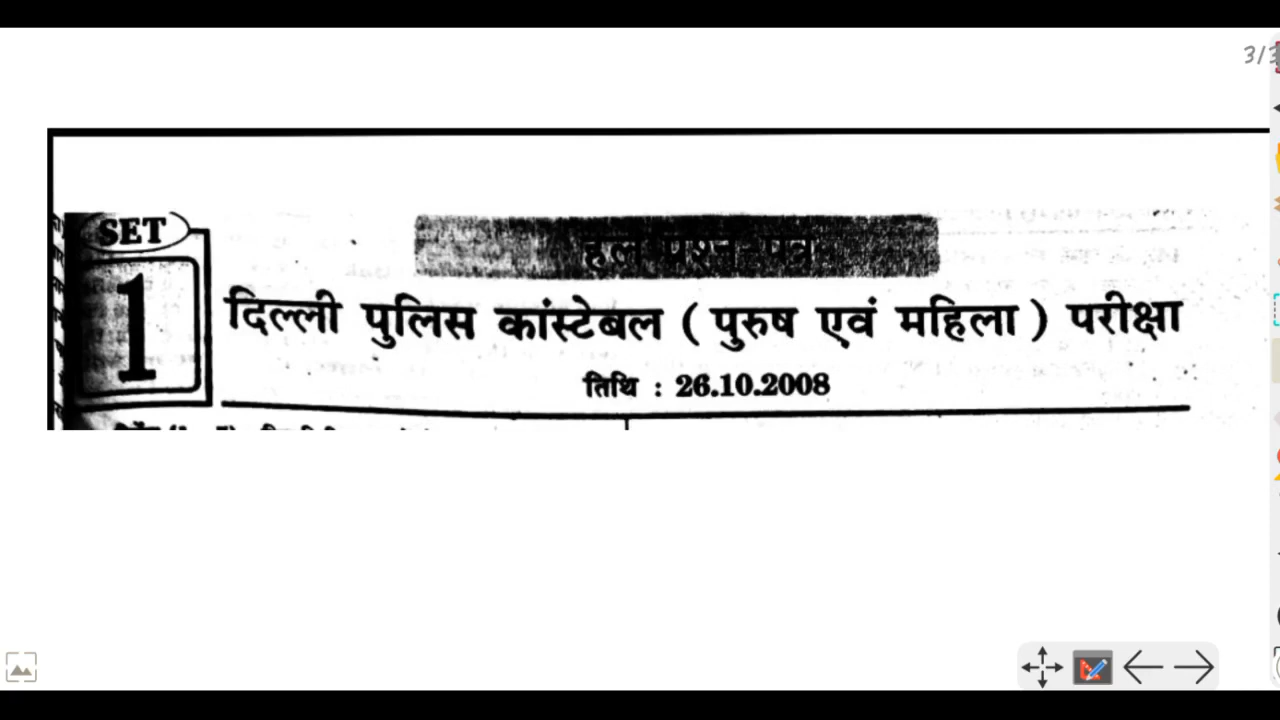 3/3
SET
1
हल प्रश्न-पत्र
दिल्ली पुलिस कांस्टेबल ( पुरुष एवं महिला ) परीक्षा
तिथि : 26.10.2008